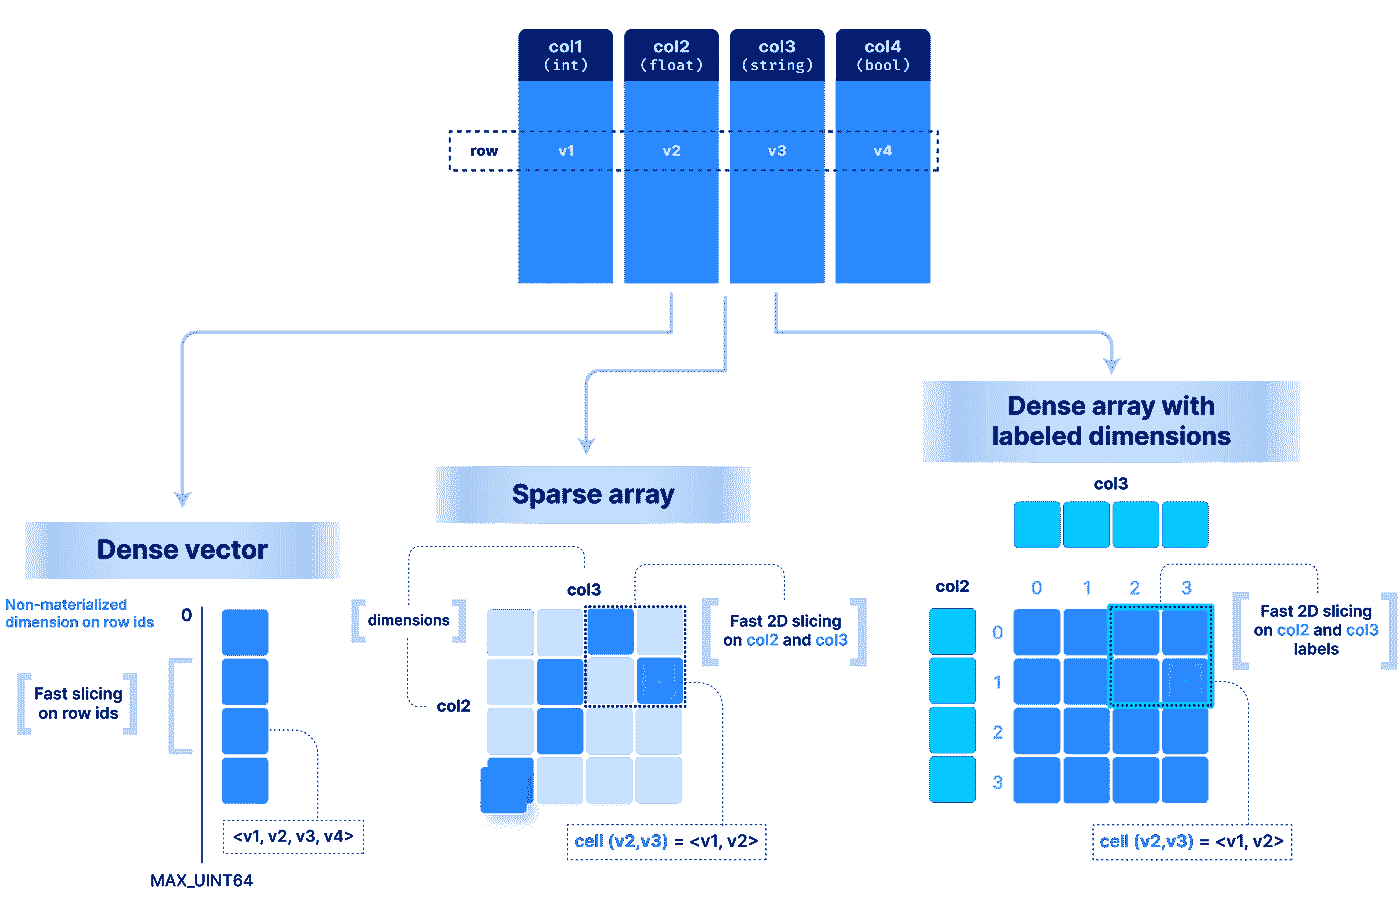 col1
(int)
col2
(float)
col3
(string)
col4
(bool)
row
v1
v2
v3
v4
Dense vector
Non-materialized
dimension on row ids
0
Fast slicing
on row ids
<v1, v2, v3, v4>
MAX_UINT64
Sparse array
dimensions
col3
col2
Fast 2D slicing
on col2 and col3
cell (v2,v3) = <v1, v2>
Dense array with
labeled dimensions
col3
col2
0
1
2
3
0
1
2
3
Fast 2D slicing
on col2 and col3
labels
cell (v2,v3) = <v1, v2>